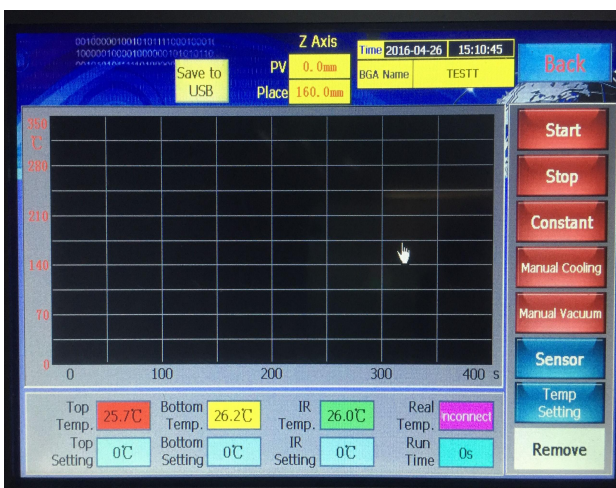 Z Axis
PV 0.0mm
Place 160.0mm
Save to
USB
Time 2016-04-26 15:10:45
BGA Name TESTT
Back
350
℃
280
210
140
70
0
0 100 200 300 400 s
Start
Stop
Constant
Manual Cooling
Manual Vacuum
Sensor
Temp
Setting
Remove
Top
Temp. 25.7℃
Bottom
Temp. 26.2℃
IR
Temp. 26.0℃
Real
Temp. nconnect
Top
Setting 0℃
Bottom
Setting 0℃
IR
Setting 0℃
Run
Time 0s